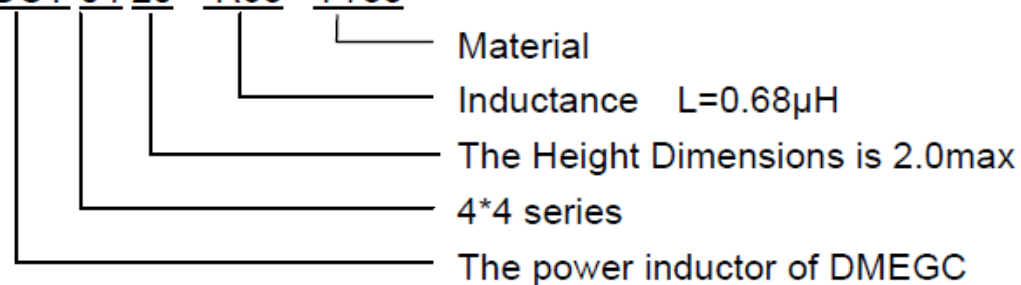 Material
Inductance L=0.68μH
The Height Dimensions is 2.0max
4*4 series
The power inductor of DMEGC